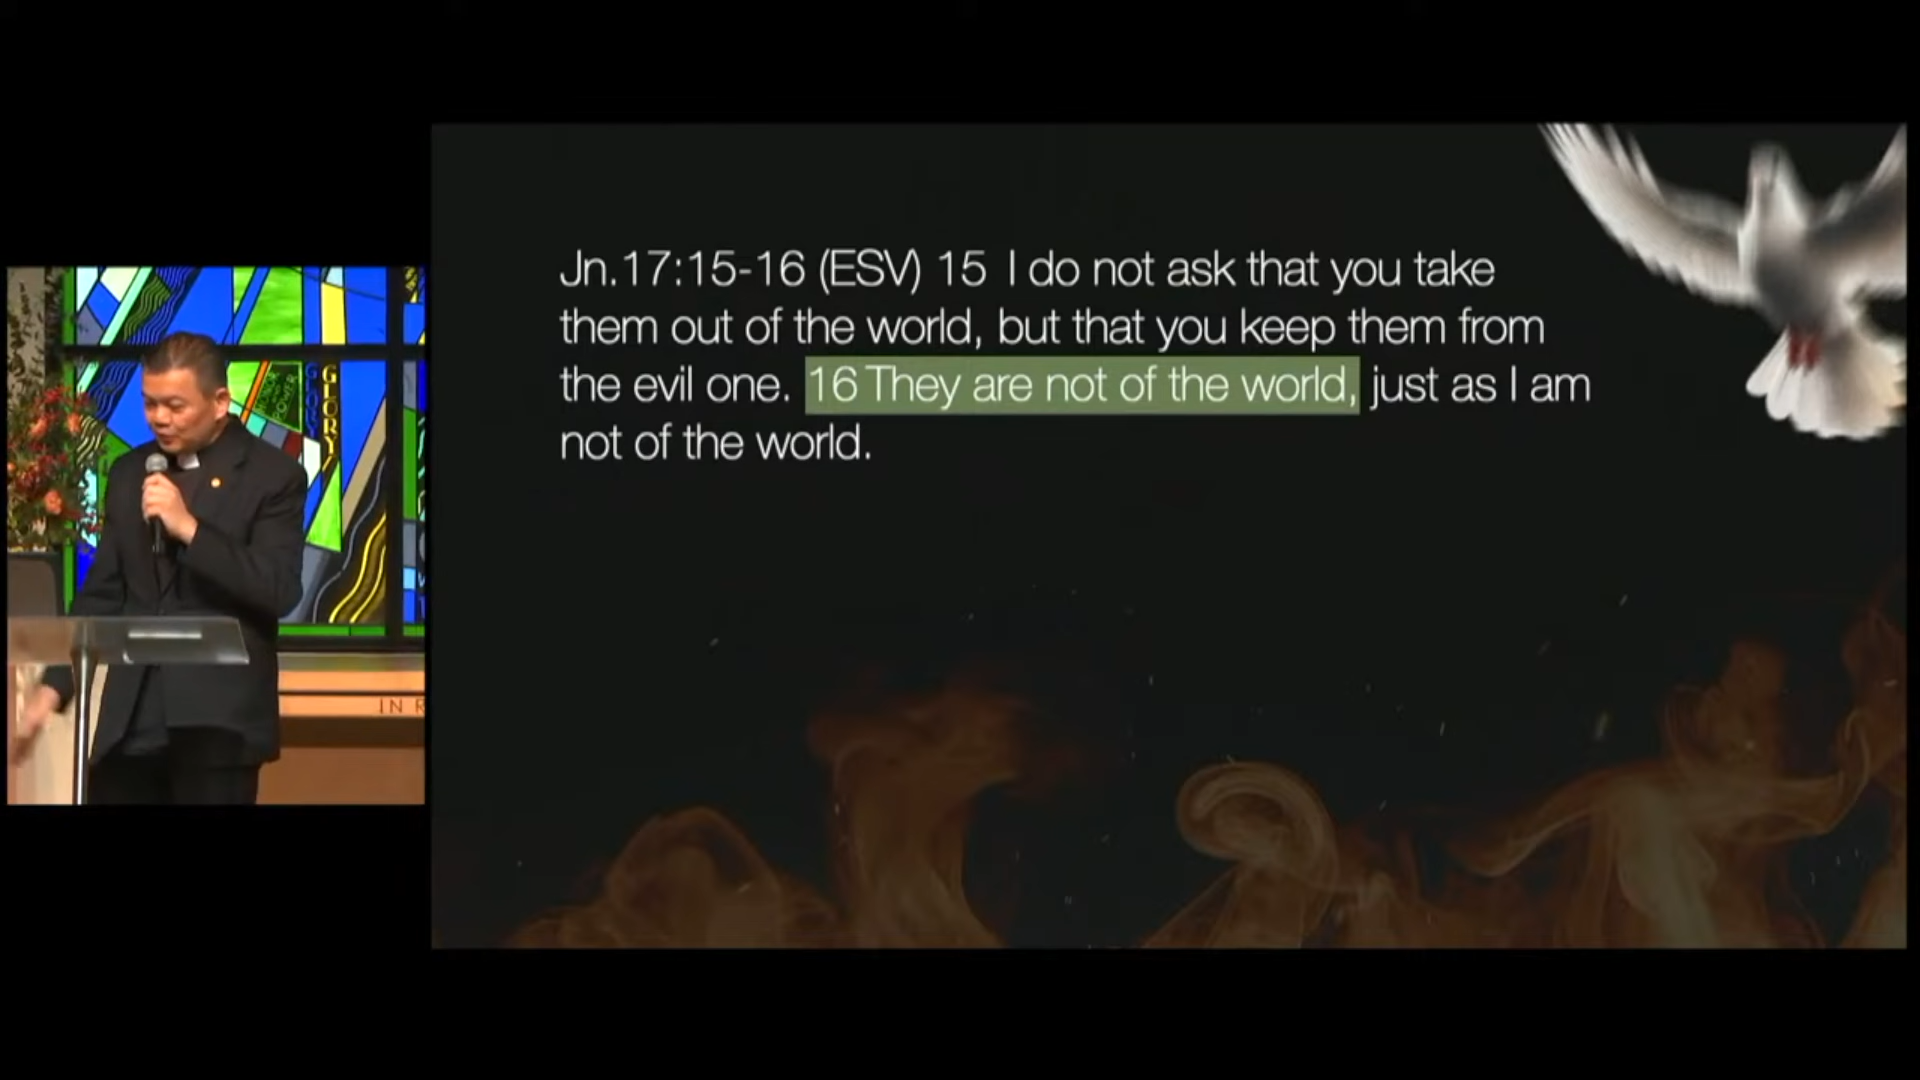 Jn.17:15-16 (ESV) 15 I do not ask that you take
them out of the world, but that you keep them from
the evil one. 16 They are not of the world, just as I am
not of the world.
GLORY
POWER
IN R